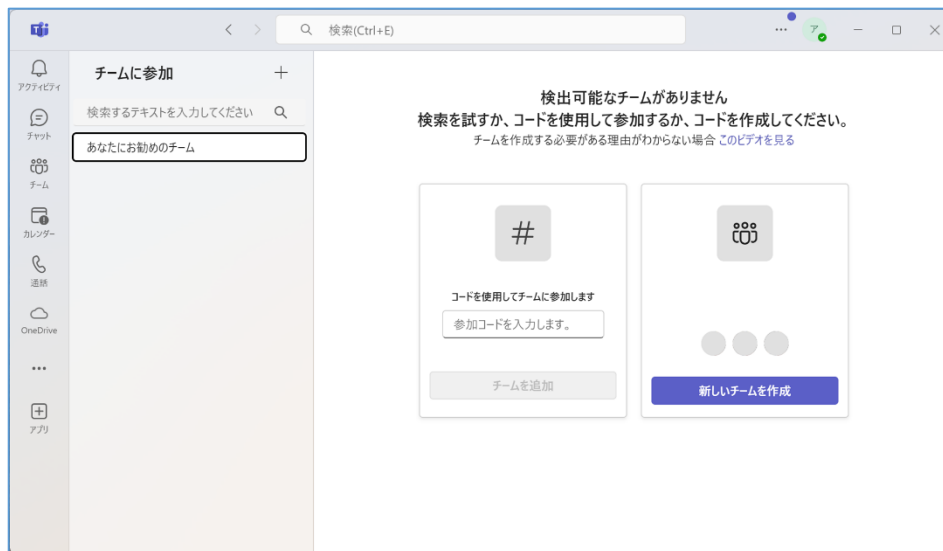 検索(Ctrl+E)
ア
アクティビティ
チャット
チーム
カレンダー
通話
OneDrive
アプリ
チームに参加
検索するテキストを入力してください
あなたにお勧めのチーム
検出可能なチームがありません
検索を試すか、コードを使用して参加するか、コードを作成してください。
チームを作成する必要がある理由がわからない場合 このビデオを見る
#
コードを使用してチームに参加します
参加コードを入力します。
チームを追加
新しいチームを作成